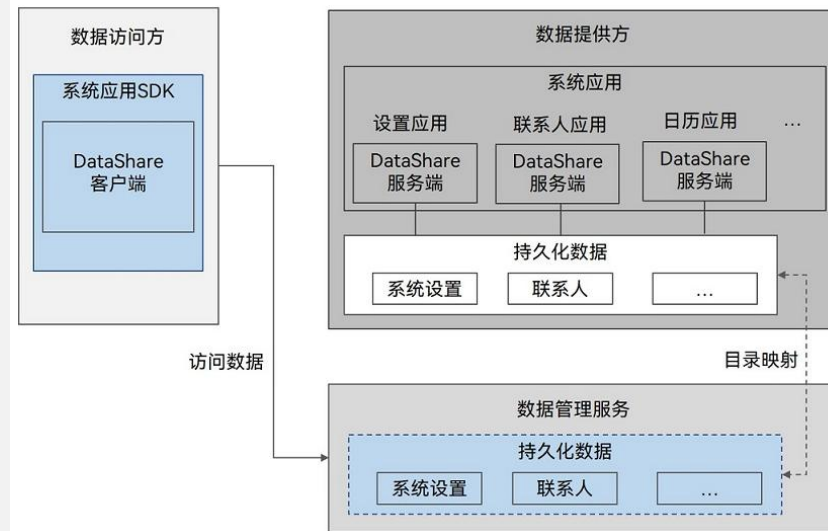 数据访问方
系统应用SDK
DataShare
客户端
数据提供方
系统应用
设置应用
联系人应用
日历应用
...
DataShare
服务端
DataShare
服务端
DataShare
服务端
持久化数据
系统设置
联系人
...
访问数据
目录映射
数据管理服务
持久化数据
系统设置
联系人
...